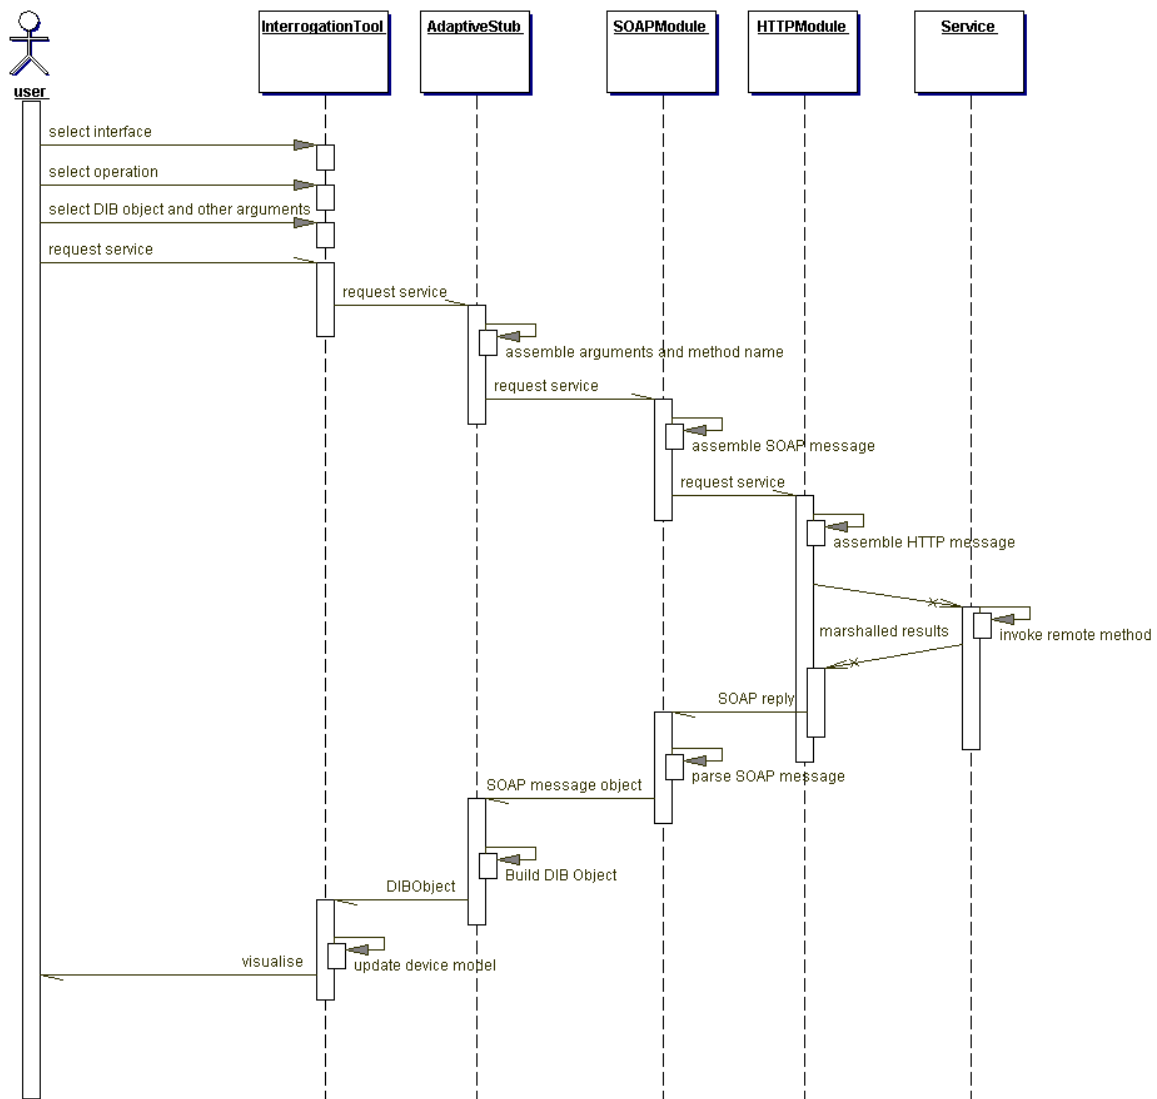 InterrogationTool
AdaptiveStub
SOAPModule
HTTPModule
Service
user
select interface
select operation
select DIB object and other arguments
request service
request service
assemble arguments and method name
request service
assemble SOAP message
request service
assemble HTTP message
marshalled results
invoke remote method
SOAP reply
parse SOAP message
SOAP message object
Build DIB Object
DIBObject
visualise
update device model